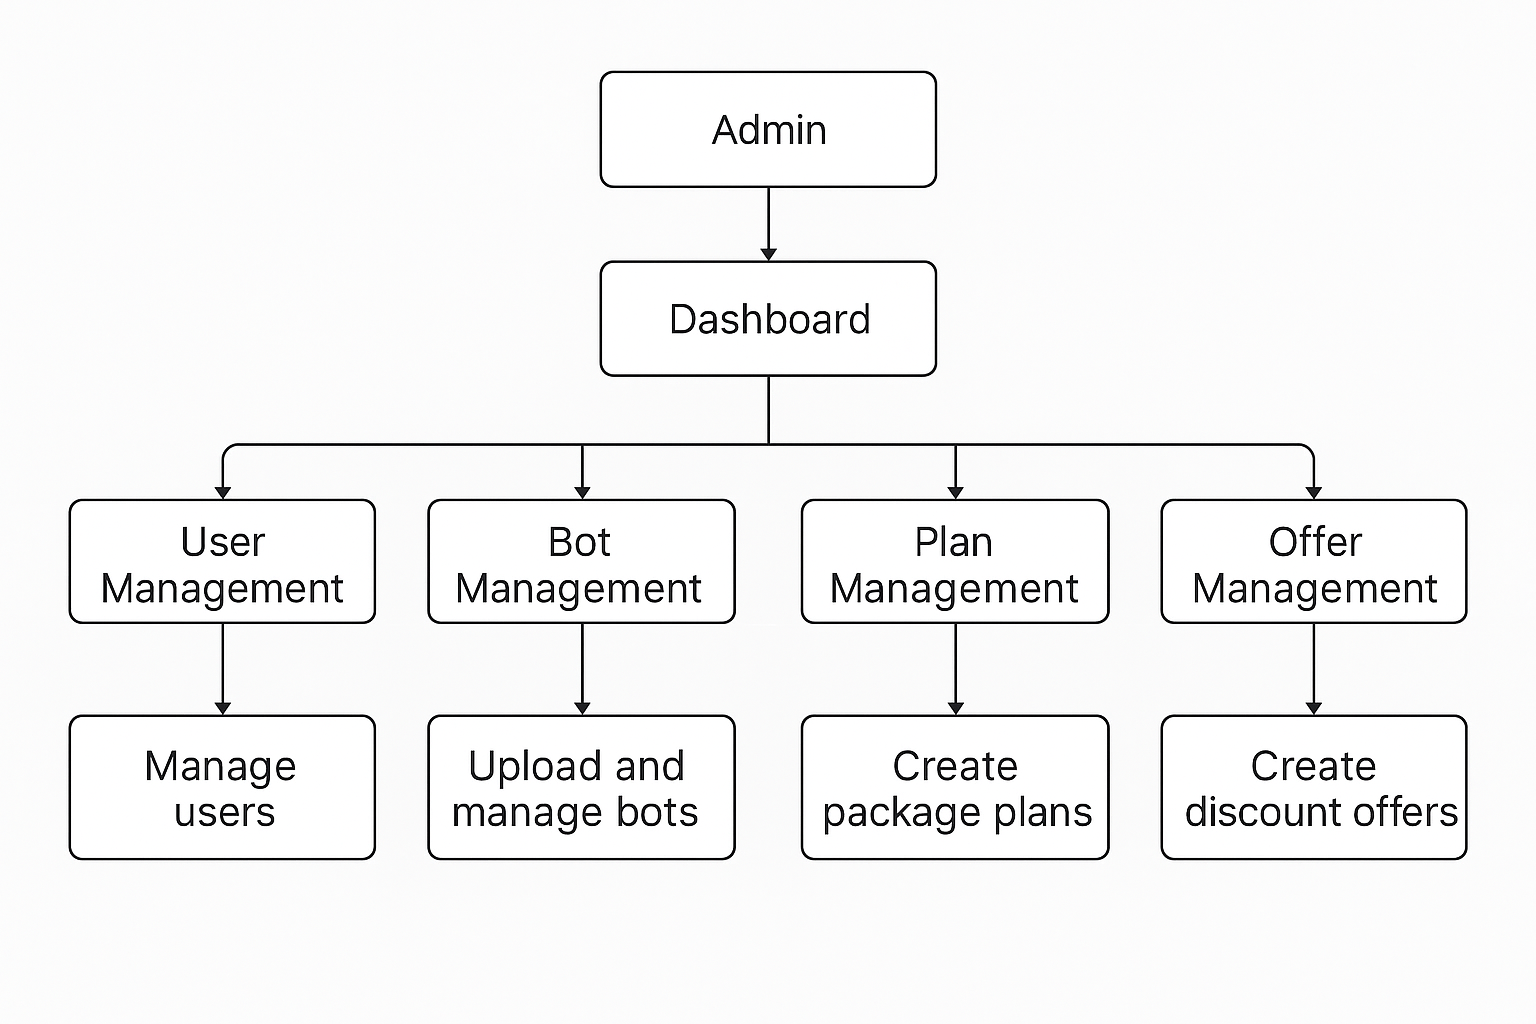 Admin
Dashboard
User
Management
Bot
Management
Plan
Management
Offer
Management
Manage
users
Upload and
manage bots
Create
package plans
Create
discount offers